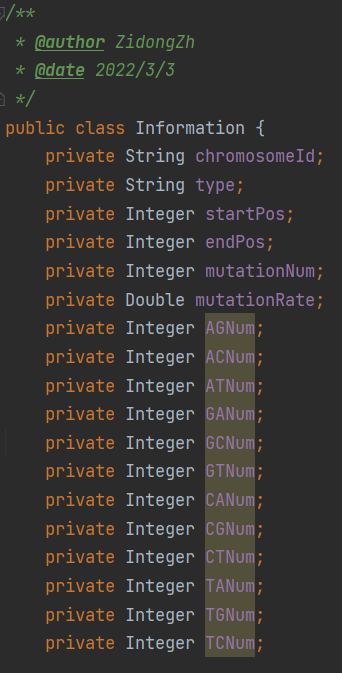 /**
 * @author ZidongZh
 * @date 2022/3/3
 */
public class Information {
    private String chromosomeId;
    private String type;
    private Integer startPos;
    private Integer endPos;
    private Integer mutationNum;
    private Double mutationRate;
    private Integer AGNum;
    private Integer ACNum;
    private Integer ATNum;
    private Integer GANum;
    private Integer GCNum;
    private Integer GTNum;
    private Integer CANum;
    private Integer CGNum;
    private Integer CTNum;
    private Integer TANum;
    private Integer TGNum;
    private Integer TCNum;